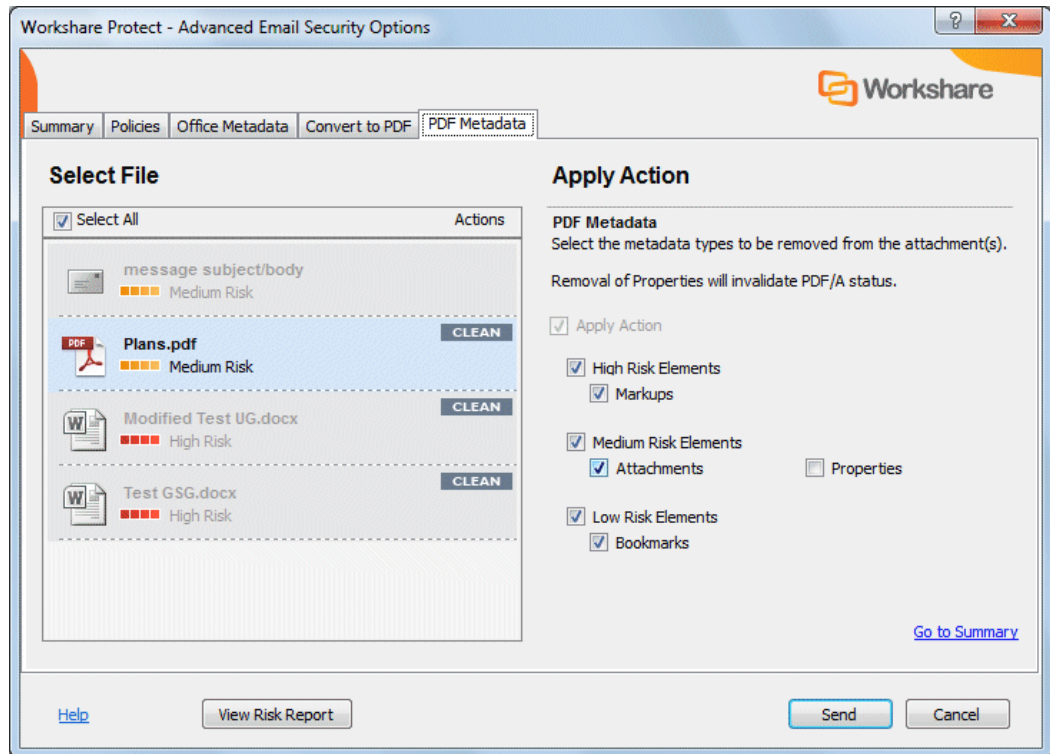 Workshare Protect - Advanced Email Security Options
Workshare
Summary Policies Office Metadata Convert to PDF PDF Metadata
Select File
Select All Actions
message subject/body
Medium Risk
CLEAN
PDF
Plans.pdf
Medium Risk
CLEAN
W
Modified Test UG.docx
High Risk
CLEAN
W
Test GSG.docx
High Risk
Apply Action
PDF Metadata
Select the metadata types to be removed from the attachment(s).
Removal of Properties will invalidate PDF/A status.
Apply Action
High Risk Elements
Markups
Medium Risk Elements
Attachments Properties
Low Risk Elements
Bookmarks
Go to Summary
Help View Risk Report Send Cancel